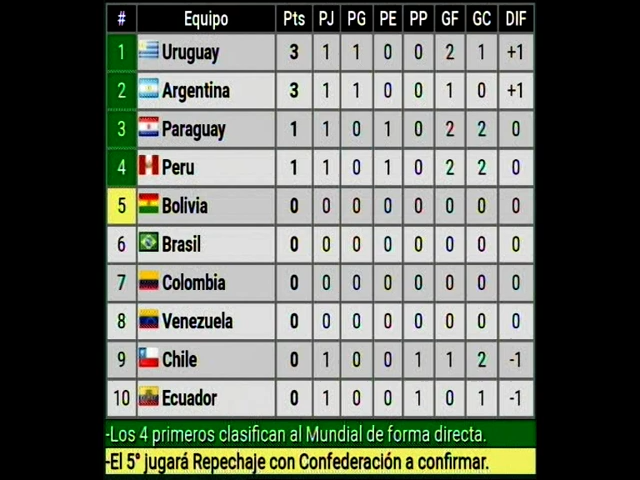 # Equipo Pts PJ PG PE PP GF GC DIF
1 Uruguay 3 1 1 0 0 2 1 +1
2 Argentina 3 1 1 0 0 1 0 +1
3 Paraguay 1 1 0 1 0 2 2 0
4 Peru 1 1 0 1 0 2 2 0
5 Bolivia 0 0 0 0 0 0 0 0
6 Brasil 0 0 0 0 0 0 0 0
7 Colombia 0 0 0 0 0 0 0 0
8 Venezuela 0 0 0 0 0 0 0 0
9 Chile 0 1 0 0 1 1 2 -1
10 Ecuador 0 1 0 0 1 0 1 -1
-Los 4 primeros clasifican al Mundial de forma directa.
-El 5° jugará Repechaje con Confederación a confirmar.